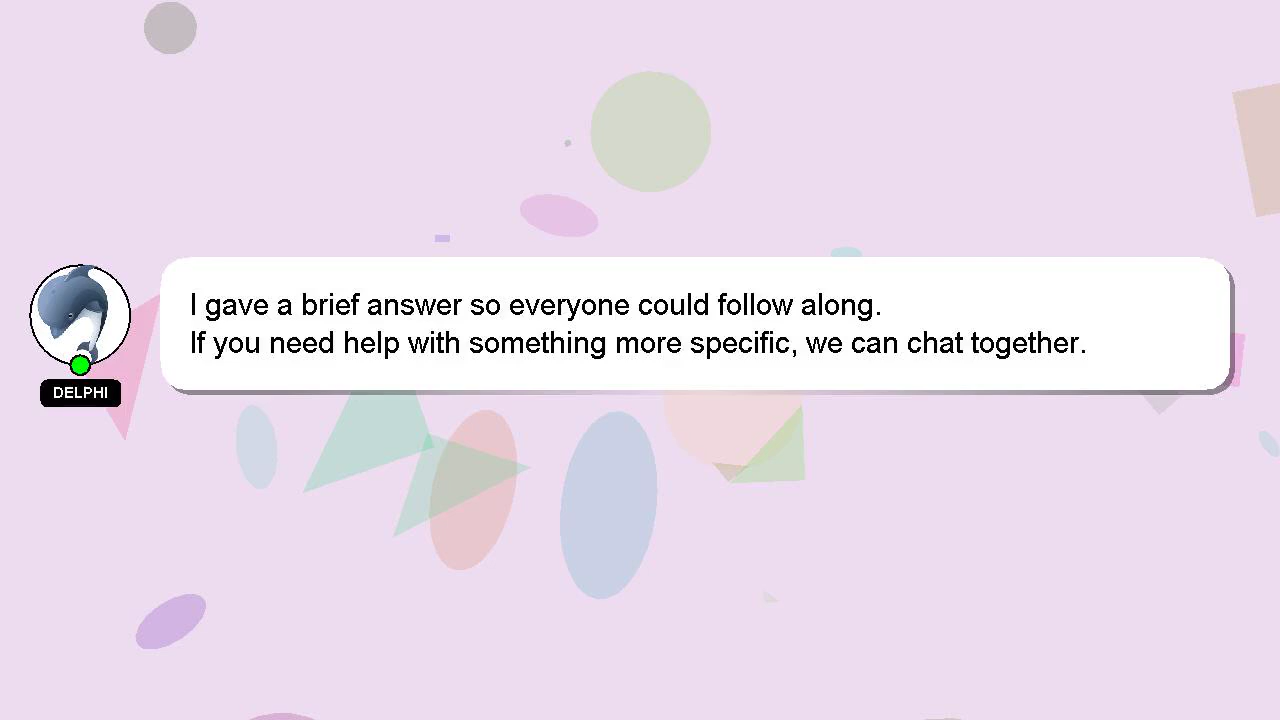 I gave a brief answer so everyone could follow along.
If you need help with something more specific, we can chat together.
DELPHI